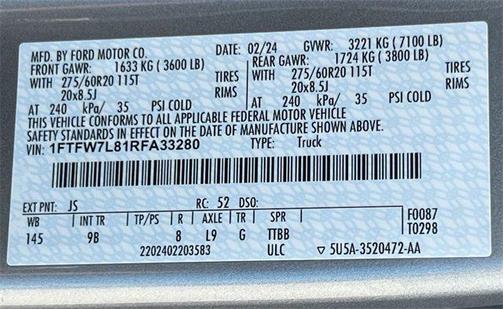 MFD. BY FORD MOTOR CO.
DATE: 02/24 GVWR: 3221 KG ( 7100 LB)
FRONT GAWR: 1633 KG ( 3600 LB) REAR GAWR: 1724 KG ( 3800 LB)
275/60R20 115T TIRES 275/60R20 115T TIRES
20x8.5J RIMS 20x8.5J RIMS
AT 240 kPa/ 35 PSI COLD AT 240 kPa/ 35 PSI COLD
THIS VEHICLE CONFORMS TO ALL APPLICABLE FEDERAL MOTOR VEHICLE
SAFETY STANDARDS IN EFFECT ON THE DATE OF MANUFACTURE SHOWN ABOVE.
VIN: 1FTFW7L81RFA33280 TYPE: Truck
EXT PNT: JS RC: 52 DSO:
WB INT TR TP/PS R AXLE TR SPR F0087
145 9B 8 L9 G TTBB T0298
2202402203583 ULC ▽ 5U5A-3520472-AA